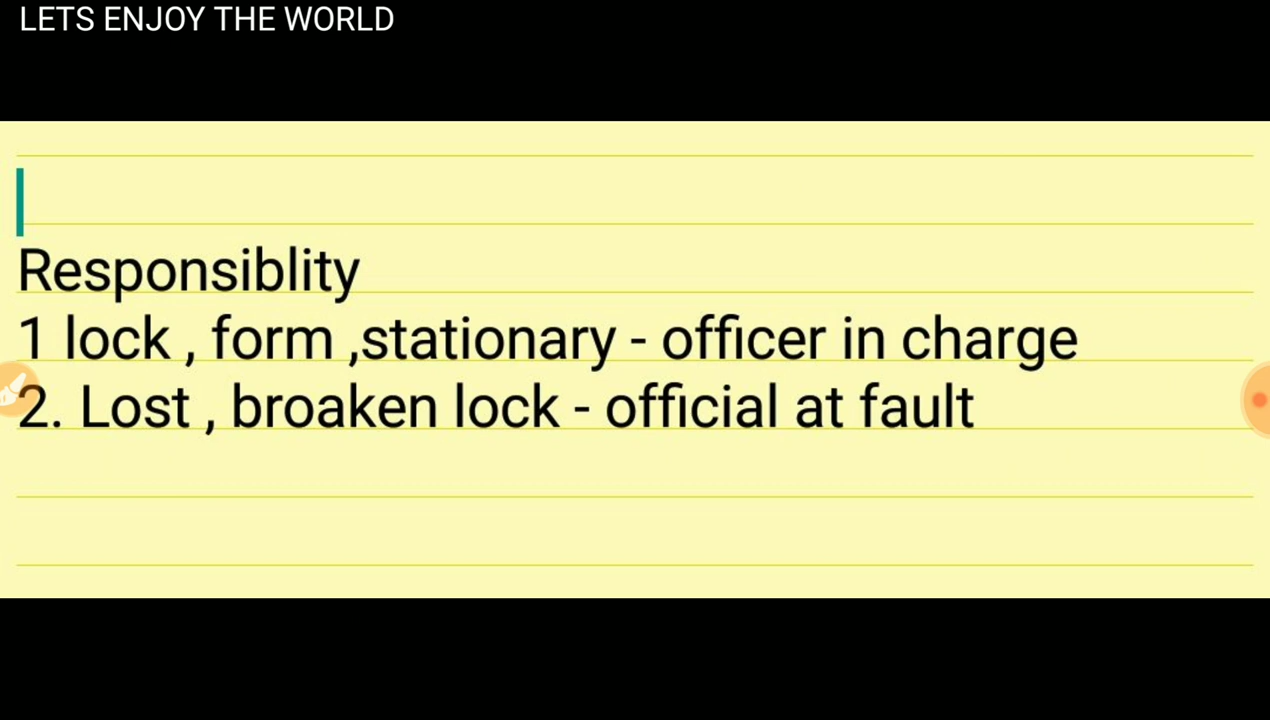 LETS ENJOY THE WORLD
Responsiblity
1 lock , form ,stationary - officer in charge
2. Lost , broaken lock - official at fault